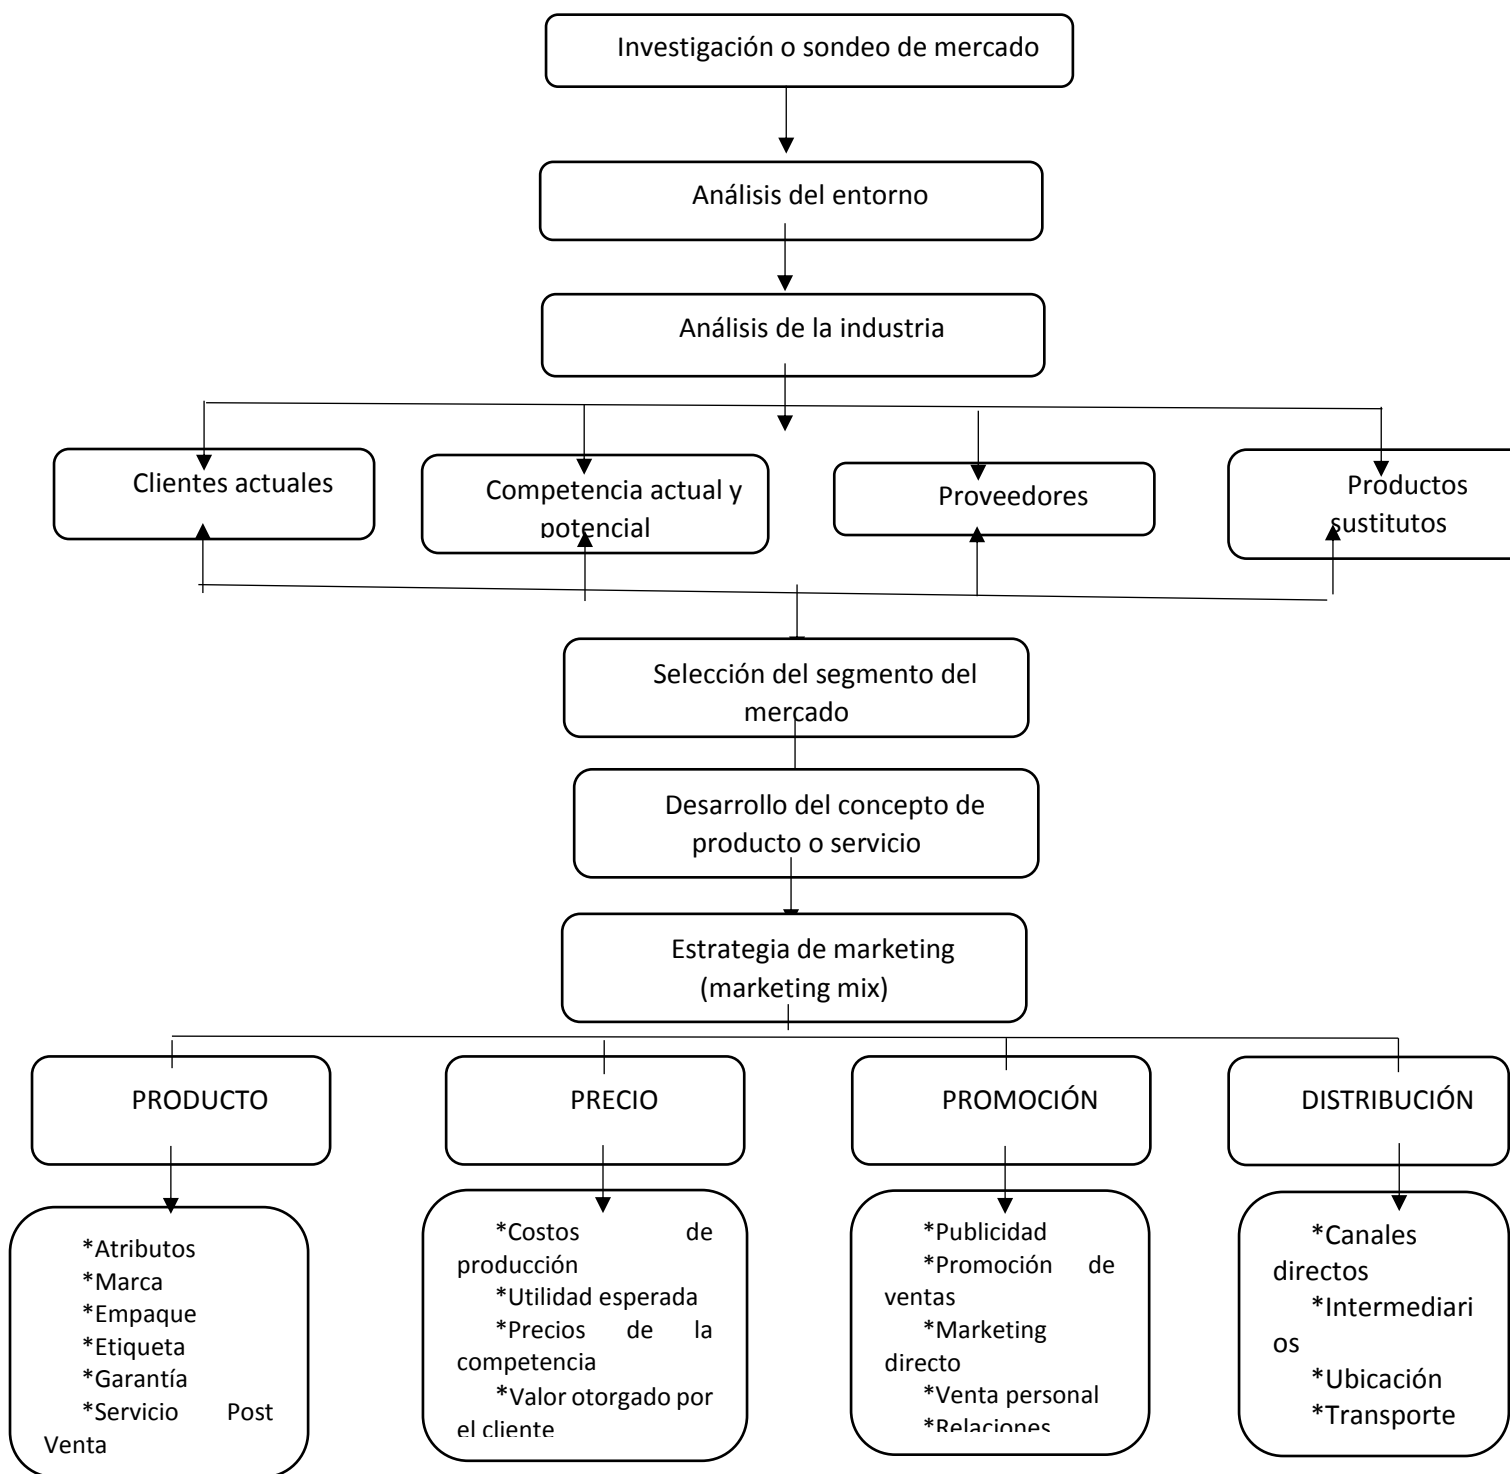 Investigación o sondeo de mercado
Análisis del entorno
Análisis de la industria
Clientes actuales
Competencia actual y
potencial
Proveedores
Productos
sustitutos
Selección del segmento del
mercado
Desarrollo del concepto de
producto o servicio
Estrategia de marketing
(marketing mix)
PRODUCTO
PRECIO
PROMOCIÓN
DISTRIBUCIÓN
*Atributos
*Marca
*Empaque
*Etiqueta
*Garantía
*Servicio Post
Venta
*Costos de
producción
*Utilidad esperada
*Precios de la
competencia
*Valor otorgado por
el cliente
*Publicidad
*Promoción de
ventas
*Marketing
directo
*Venta personal
*Relaciones
*Canales
directos
*Intermediari
os
*Ubicación
*Transporte